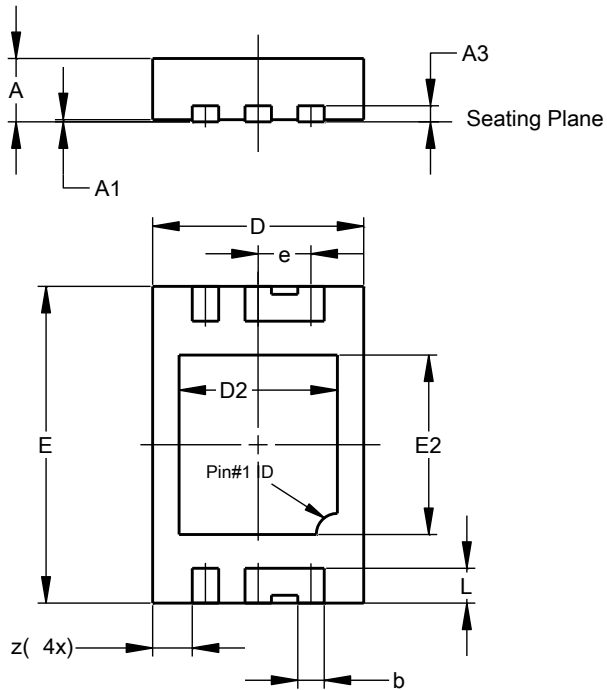 A3
A
Seating Plane
A1
D
e
D2
E
E2
Pin#1 ID
L
z( 4x)
b